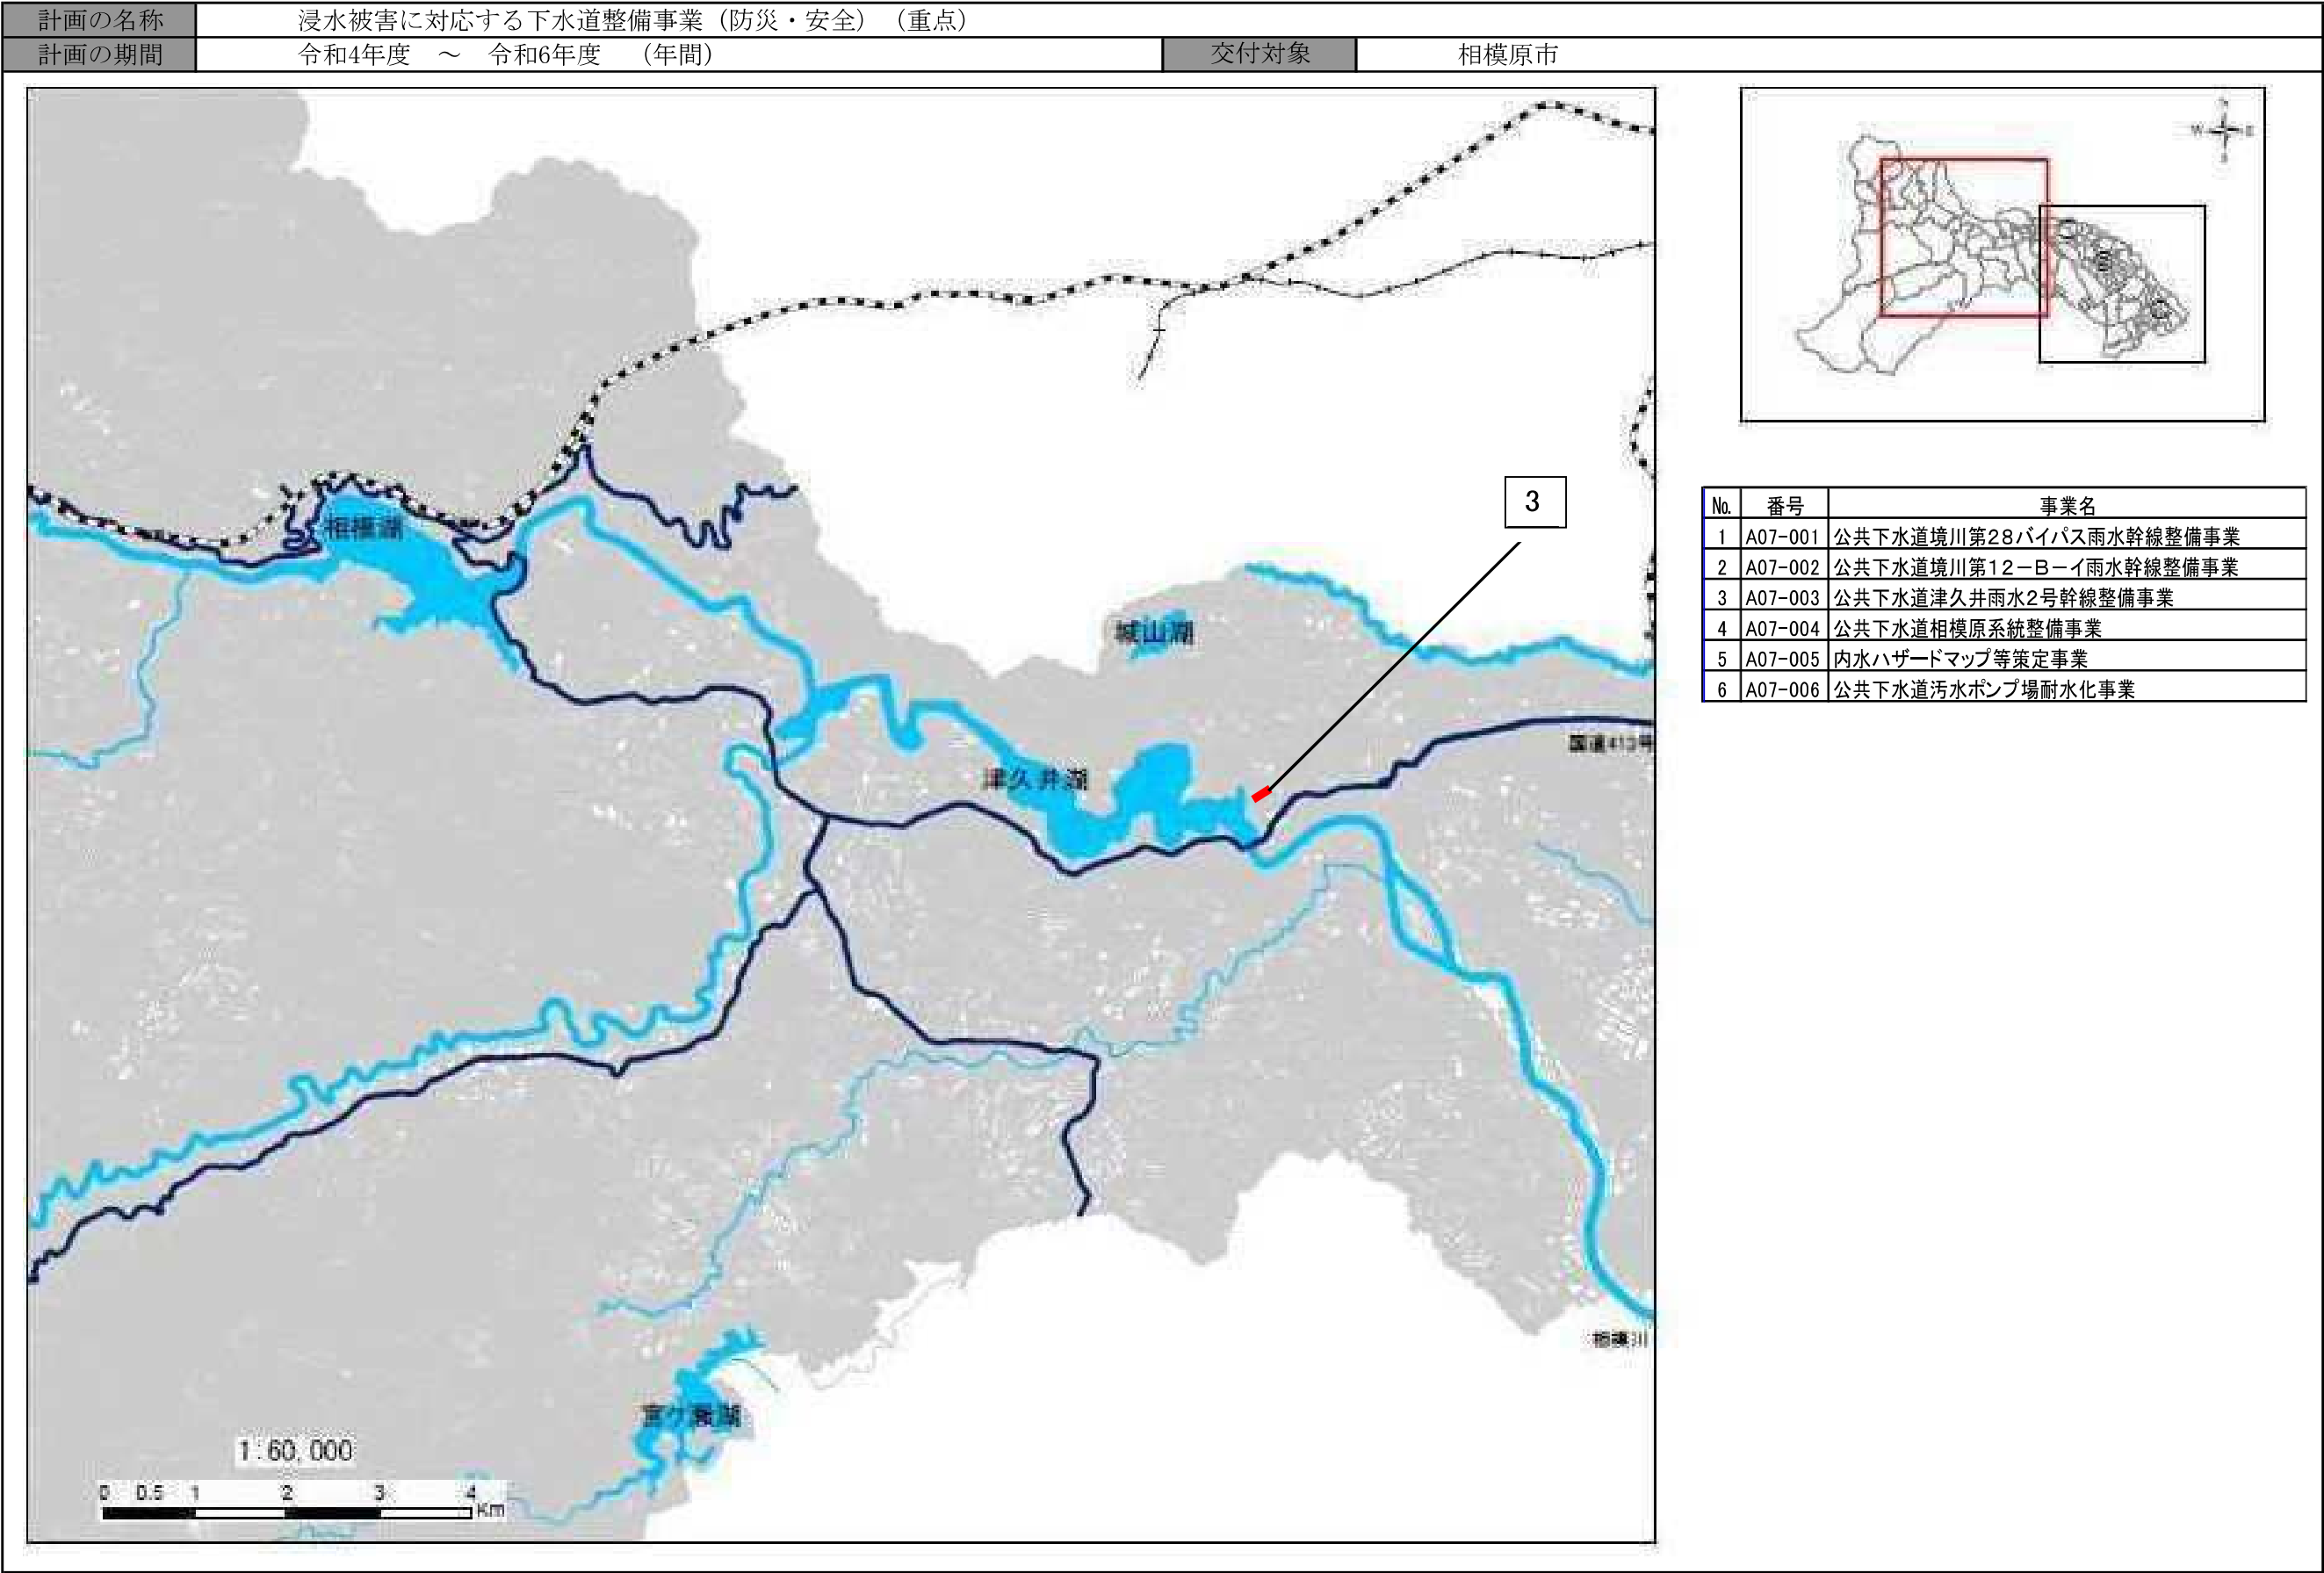 計画の名称 浸水被害に対応する下水道整備事業（防災・安全）（重点）
計画の期間 令和4年度 ～ 令和6年度 （年間） 交付対象 相模原市
W E
3
相模湖
城山湖
国道413号
津久井湖
相模川
宮ケ瀬湖
1:60,000
0 0.5 1 2 3 4
Km
No. 番号 事業名
1 A07-001 公共下水道境川第28バイパス雨水幹線整備事業
2 A07-002 公共下水道境川第12－B－イ雨水幹線整備事業
3 A07-003 公共下水道津久井雨水2号幹線整備事業
4 A07-004 公共下水道相模原系統整備事業
5 A07-005 内水ハザードマップ等策定事業
6 A07-006 公共下水道汚水ポンプ場耐水化事業